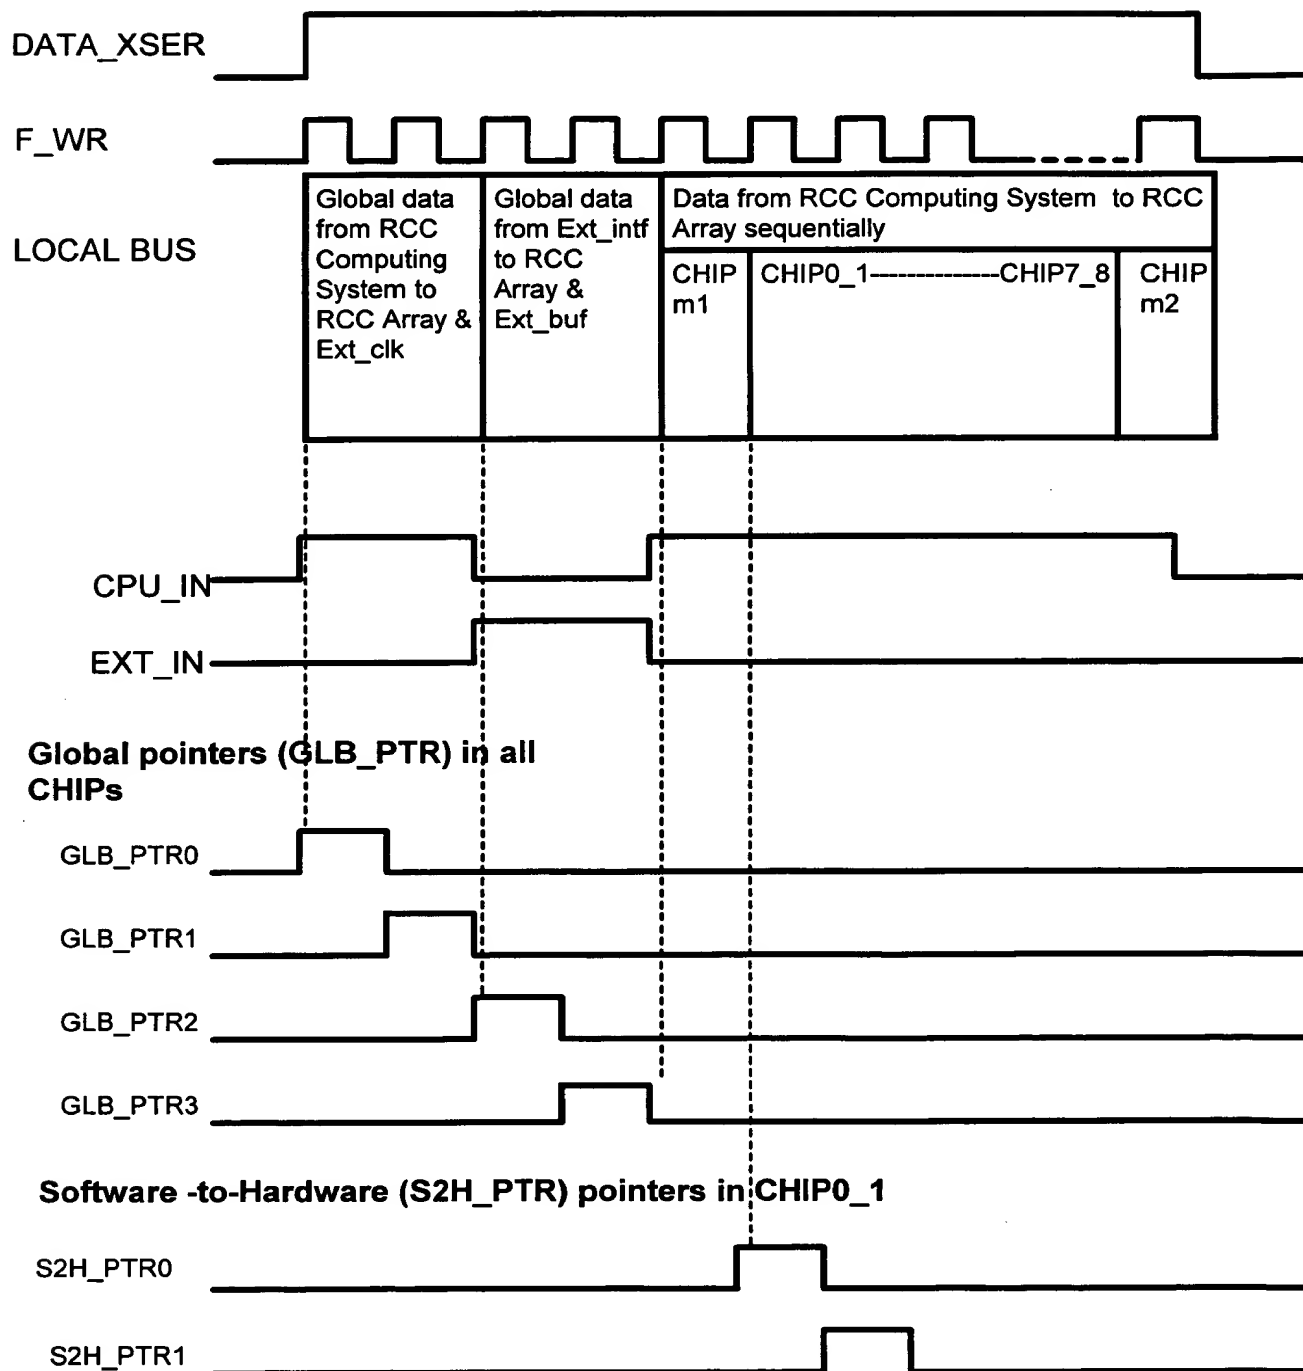 DATA_XSER
F_WR
LOCAL BUS
Global data
from RCC
Computing
System to
RCC Array &
Ext_clk
Global data
from Ext_intf
to RCC
Array &
Ext_buf
Data from RCC Computing System to RCC
Array sequentially
CHIP
m1
CHIP0_1--------------CHIP7_8
CHIP
m2
CPU_IN
EXT_IN
Global pointers (GLB_PTR) in all
CHIPs
GLB_PTR0
GLB_PTR1
GLB_PTR2
GLB_PTR3
Software -to-Hardware (S2H_PTR) pointers in CHIP0_1
S2H_PTR0
S2H_PTR1